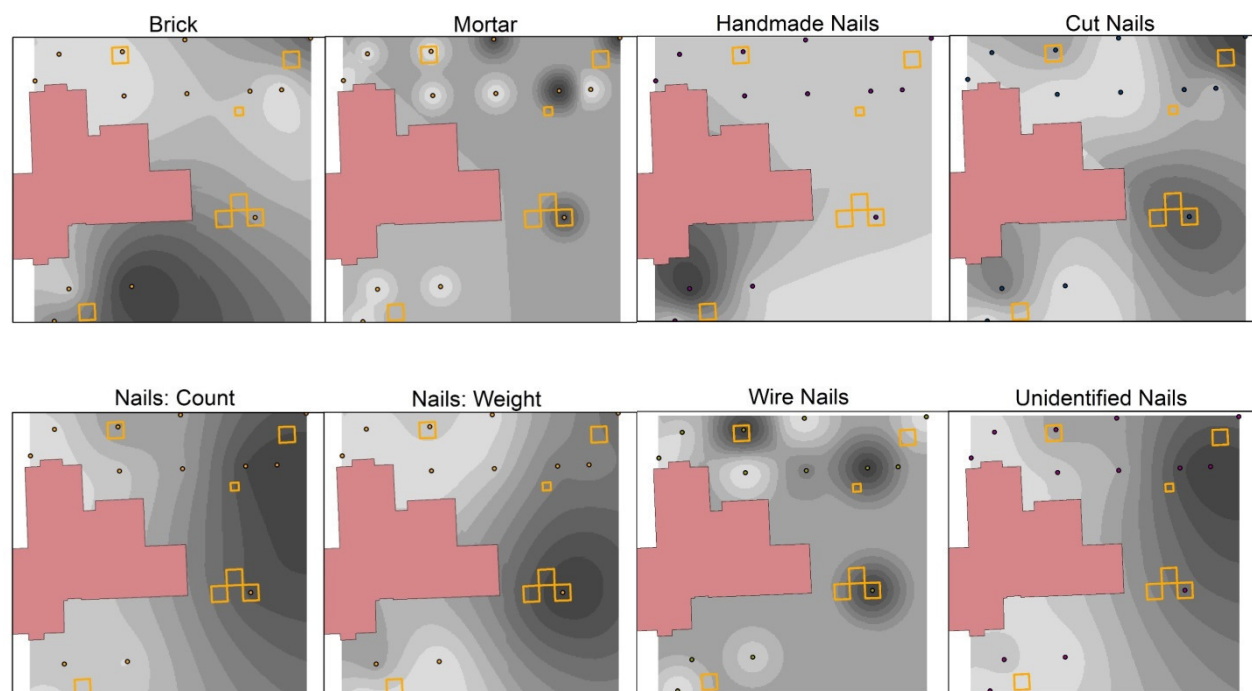 Brick
Mortar
Handmade Nails
Cut Nails
Nails: Count
Nails: Weight
Wire Nails
Unidentified Nails